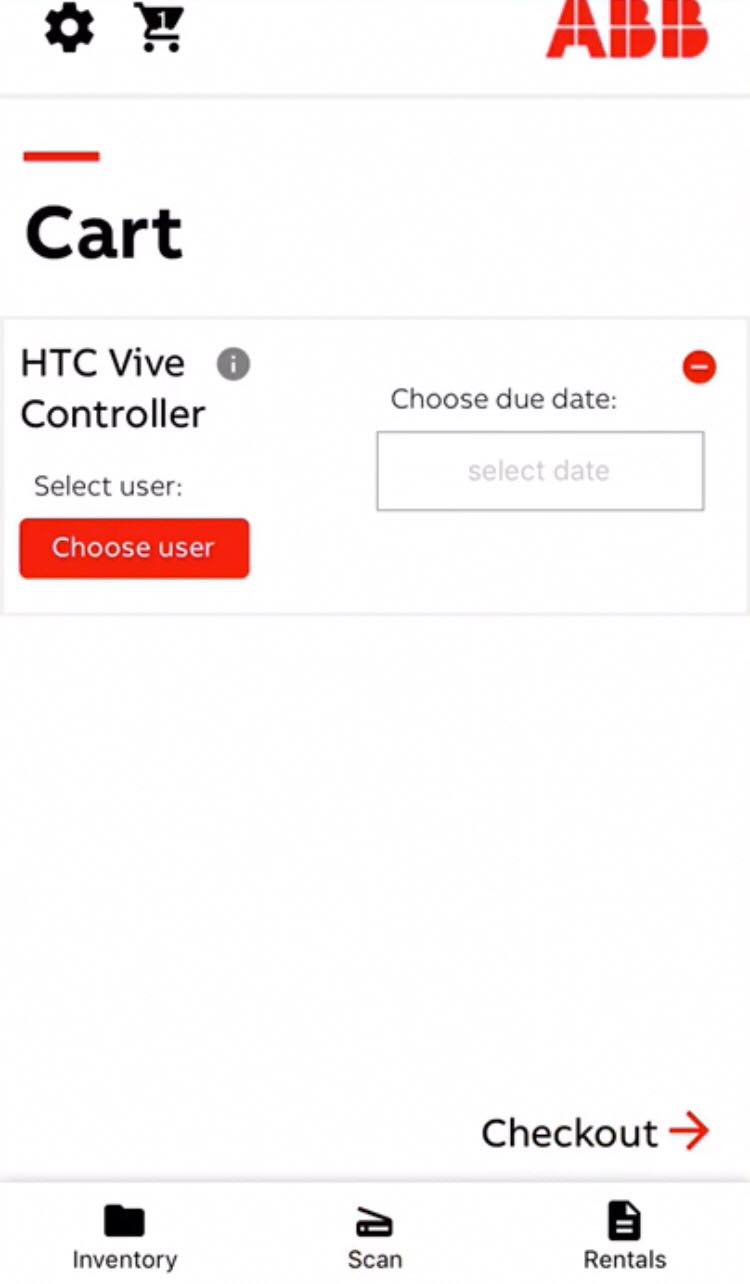 1
ABB
Cart
HTC Vive
Controller
Choose due date:
select date
Select user:
Choose user
Checkout
Inventory
Scan
Rentals